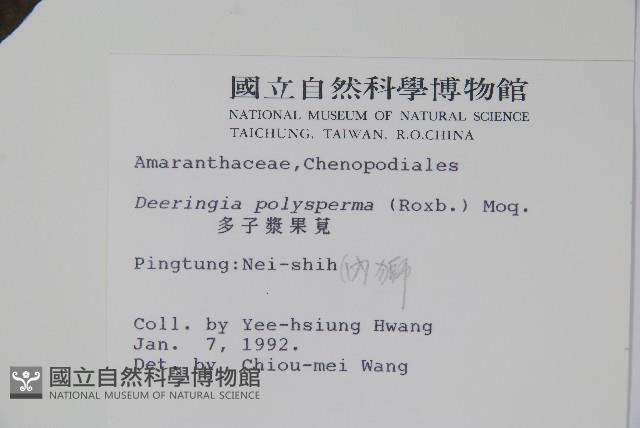 國立自然科學博物館
NATIONAL MUSEUM OF NATURAL SCIENCE
TAICHUNG, TAIWAN, R.O.CHINA
Amaranthaceae,Chenopodiales
Deeringia polysperma (Roxb.) Moq.
多子漿果莧
Pingtung:Nei-shih(內獅
Coll. by Yee-hsiung Hwang
Jan. 7, 1992.
Det. by Chiou-mei Wang
國立自然科學博物館
NATIONAL MUSEUM OF NATURAL SCIENCE